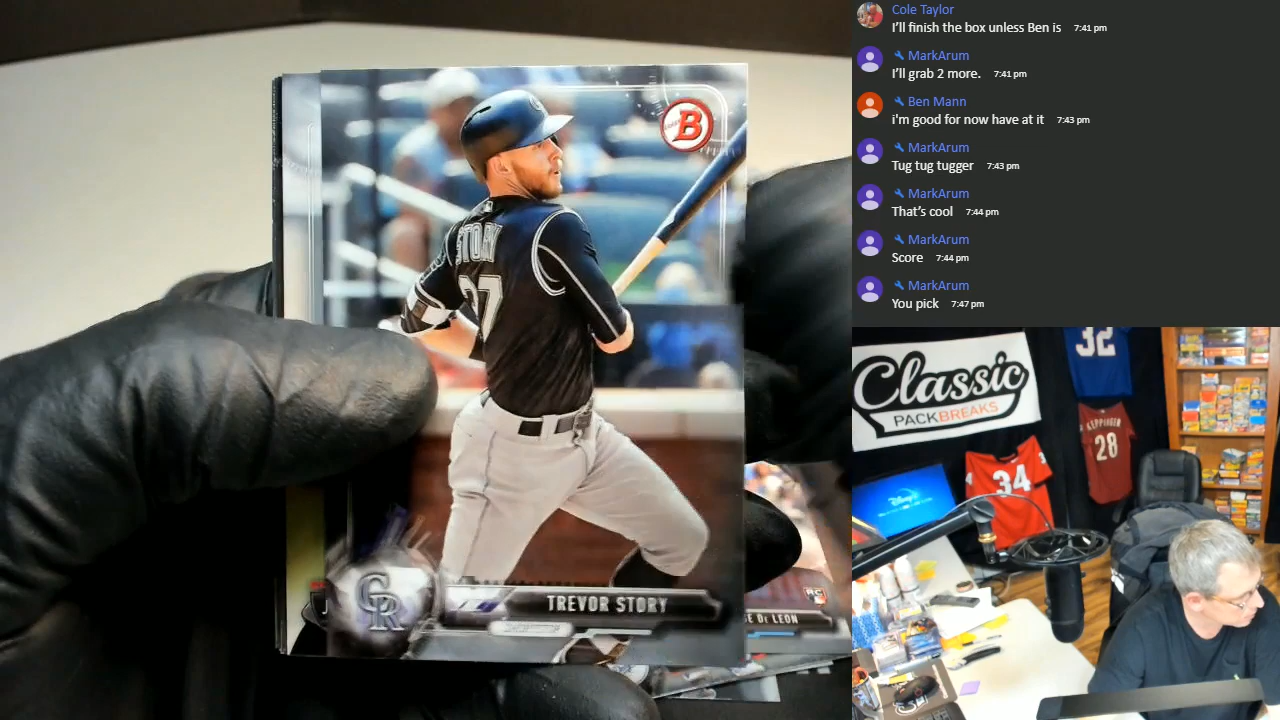 Cole Taylor
I'll finish the box unless Ben is 7:41 pm
MarkArum
I'll grab 2 more. 7:41 pm
Ben Mann
i'm good for now have at it 7:43 pm
MarkArum
Tug tug tugger 7:43 pm
MarkArum
That's cool 7:44 pm
MarkArum
Score 7:44 pm
MarkArum
You pick 7:47 pm
B
STORY
27
CR
TREVOR STORY
RC
SE DE LEON
Classic
PACKBREAKS
32
KEPPINGER
28
34
Disney+